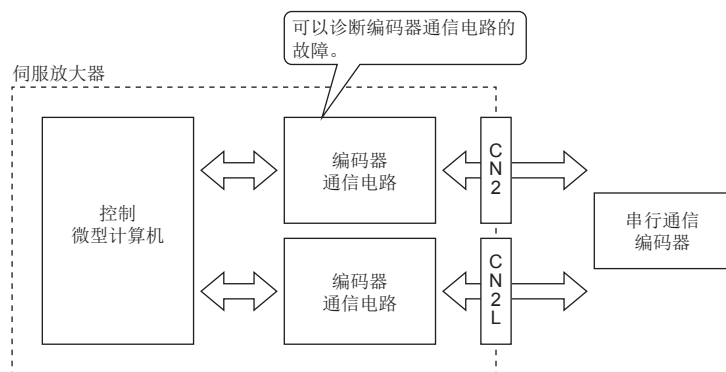 可以诊断编码器通信电路的
故障。
伺服放大器
控制
微型计算机
编码器
通信电路
CN2
编码器
通信电路
CN2L
串行通信
编码器